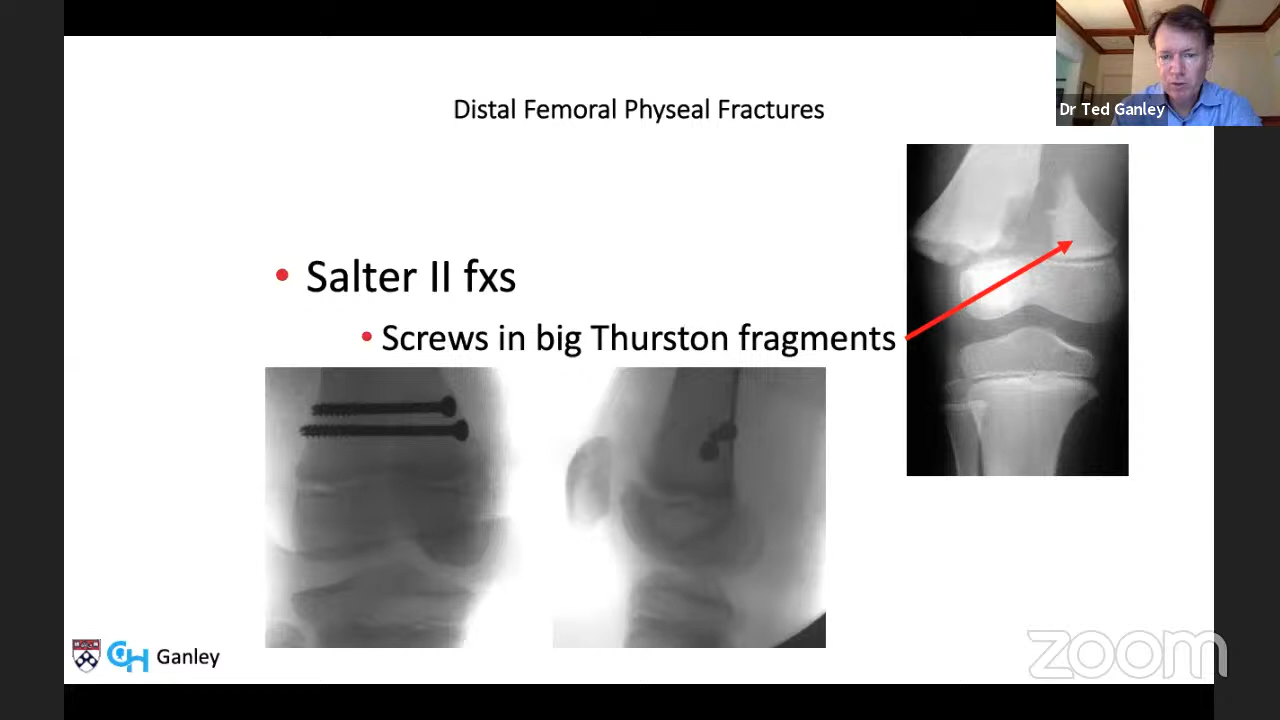 Distal Femoral Physeal Fractures
Dr Ted Ganley
• Salter II fxs
• Screws in big Thurston fragments
Ganley
zoom